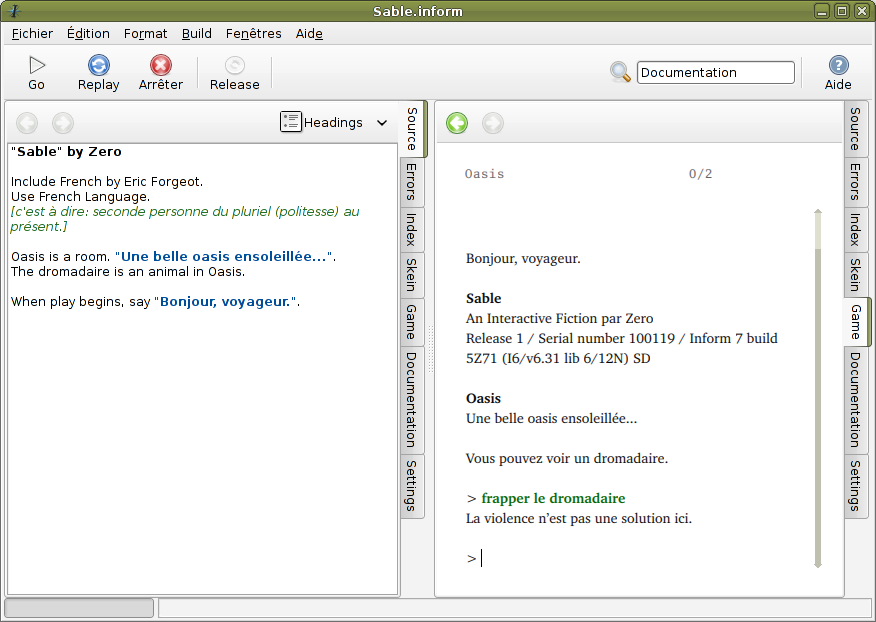 Sable.inform
Fichier Édition Format Build Fenêtres Aide
Go Replay Arrêter Release Documentation Aide
Headings
"Sable" by Zero
Include French by Eric Forgeot.
Use French Language.
[c'est à dire: seconde personne du pluriel (politesse) au
présent.]
Oasis is a room. "Une belle oasis ensoleillée...".
The dromadaire is an animal in Oasis.
When play begins, say "Bonjour, voyageur.".
Source
Errors
Index
Skein
Game
Documentation
Settings
Oasis 0/2
Bonjour, voyageur.
Sable
An Interactive Fiction par Zero
Release 1 / Serial number 100119 / Inform 7 build
5Z71 (I6/v6.31 lib 6/12N) SD
Oasis
Une belle oasis ensoleillée...
Vous pouvez voir un dromadaire.
> frapper le dromadaire
La violence n’est pas une solution ici.
>
Source
Errors
Index
Skein
Game
Documentation
Settings